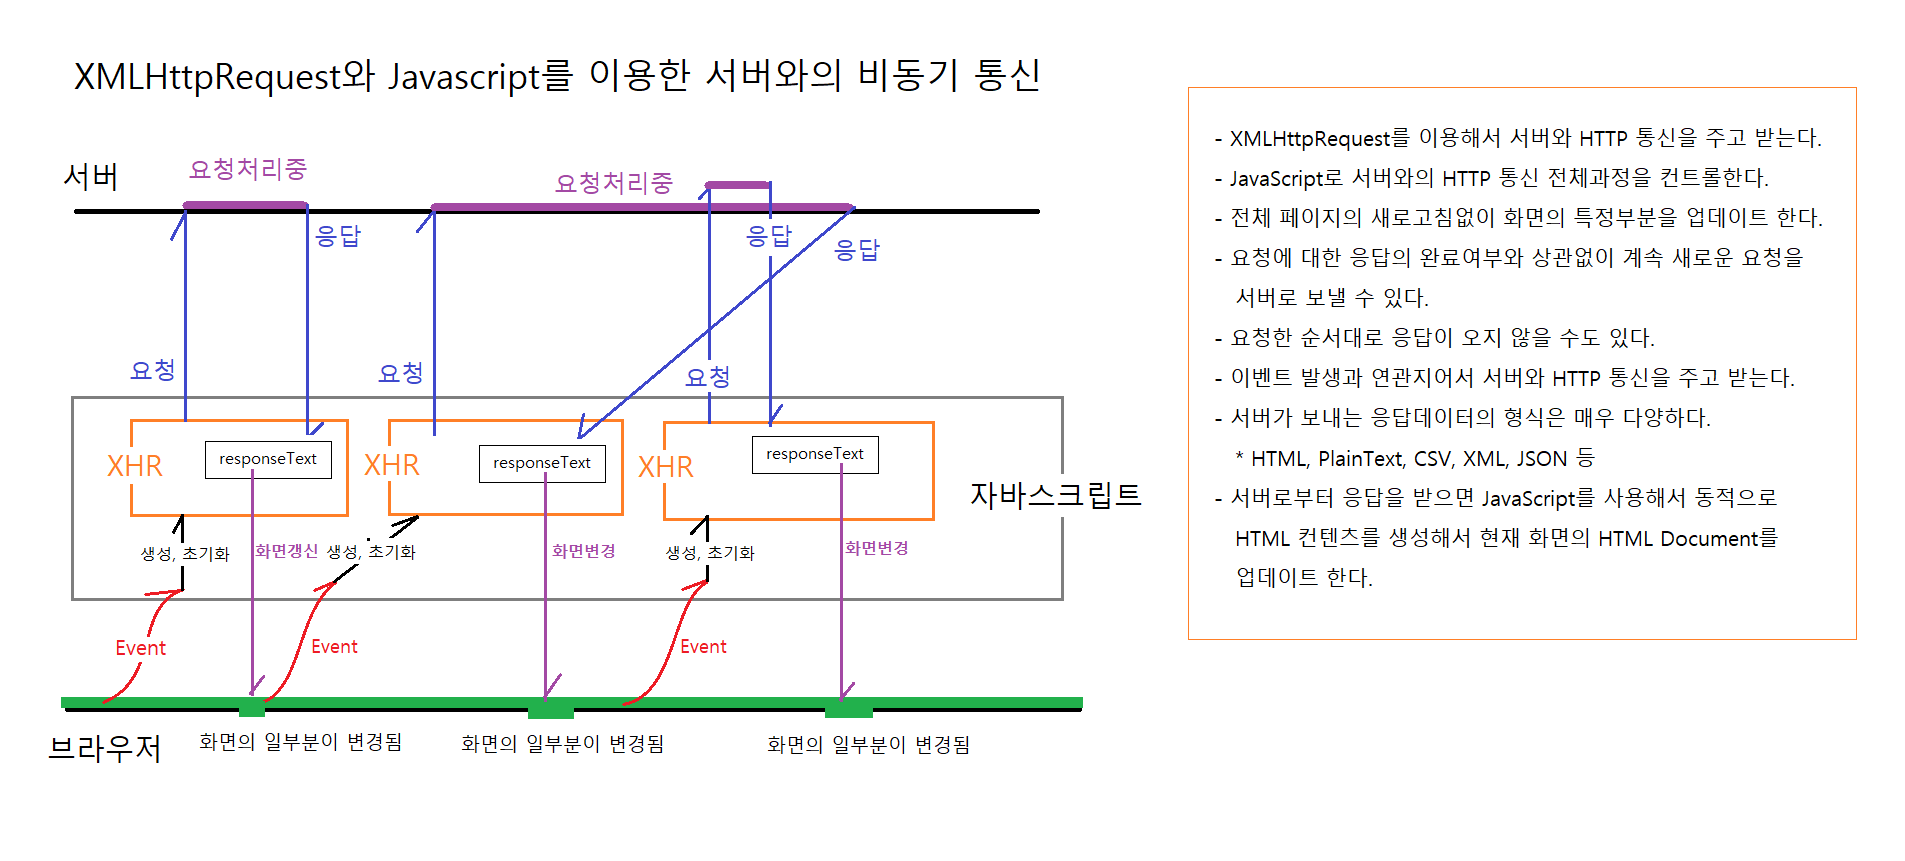 XMLHttpRequest와 Javascript를 이용한 서버와의 비동기 통신
서버
요청처리중
요청처리중
응답
응답
응답
요청
요청
요청
XHR
responseText
XHR
responseText
XHR
responseText
자바스크립트
생성, 초기화
화면갱신
생성, 초기화
화면변경
생성, 초기화
화면변경
Event
Event
Event
브라우저
화면의 일부분이 변경됨
화면의 일부분이 변경됨
화면의 일부분이 변경됨
- XMLHttpRequest를 이용해서 서버와 HTTP 통신을 주고 받는다.
- JavaScript로 서버와의 HTTP 통신 전체과정을 컨트롤한다.
- 전체 페이지의 새로고침없이 화면의 특정부분을 업데이트 한다.
- 요청에 대한 응답의 완료여부와 상관없이 계속 새로운 요청을
서버로 보낼 수 있다.
- 요청한 순서대로 응답이 오지 않을 수도 있다.
- 이벤트 발생과 연관지어서 서버와 HTTP 통신을 주고 받는다.
- 서버가 보내는 응답데이터의 형식은 매우 다양하다.
* HTML, PlainText, CSV, XML, JSON 등
- 서버로부터 응답을 받으면 JavaScript를 사용해서 동적으로
HTML 컨텐츠를 생성해서 현재 화면의 HTML Document를
업데이트 한다.